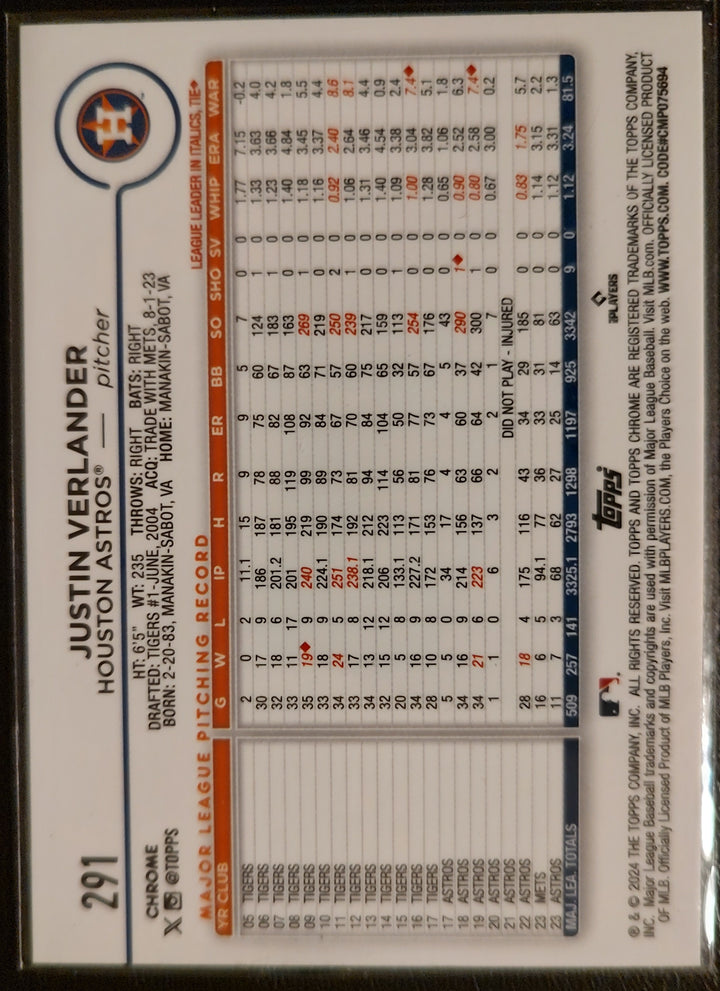 291
JUSTIN VERLANDER
HOUSTON ASTROS® — pitcher
CHROME
X @TOPPS
HT: 6'5" WT: 235 THROWS: RIGHT BATS: RIGHT
DRAFTED: TIGERS #1-JUNE, 2004 ACQ: TRADE WITH METS, 8-1-23
BORN: 2-20-83, MANAKIN-SABOT, VA HOME: MANAKIN-SABOT, VA
MAJOR LEAGUE PITCHING RECORD LEAGUE LEADER IN ITALICS, TIE♦
YR CLUB G W L IP H R ER BB SO SHO SV WHIP ERA WAR
05 TIGERS 2 0 2 11.1 15 9 9 5 7 0 0 1.77 7.15 -0.2
06 TIGERS 30 17 9 186 187 78 75 60 124 1 0 1.33 3.63 4.0
07 TIGERS 32 18 6 201.2 181 88 82 67 183 1 0 1.23 3.66 4.2
08 TIGERS 33 11 17 201 195 119 108 87 163 0 0 1.40 4.84 1.8
09 TIGERS 35 19♦ 9 240 219 99 92 63 269 1 0 1.18 3.45 5.5
10 TIGERS 33 18 9 224.1 190 89 84 71 219 0 0 1.16 3.37 4.4
11 TIGERS 34 24 5 251 174 73 67 57 250 2 0 0.92 2.40 8.6
12 TIGERS 33 17 8 238.1 192 81 70 60 239 1 0 1.06 2.64 8.1
13 TIGERS 34 13 12 218.1 212 94 84 75 217 0 0 1.31 3.46 4.4
14 TIGERS 32 15 12 206 223 114 104 65 159 0 0 1.40 4.54 0.9
15 TIGERS 20 5 8 133.1 113 56 50 32 113 1 0 1.09 3.38 2.4
16 TIGERS 34 16 9 227.2 171 81 77 57 254 0 0 1.00 3.04 7.4♦
17 TIGERS 28 10 8 172 153 76 73 67 176 0 0 1.28 3.82 5.1
17 ASTROS 5 5 0 34 17 4 4 5 43 0 0 0.65 1.06 1.8
18 ASTROS 34 16 9 214 156 63 60 37 290 1♦ 0 0.90 2.52 6.3
19 ASTROS 34 21 6 223 137 66 64 42 300 1 0 0.80 2.58 7.4♦
20 ASTROS 1 1 0 6 3 2 2 1 7 0 0 0.67 3.00 0.2
21 ASTROS DID NOT PLAY - INJURED
22 ASTROS 28 18 4 175 116 43 34 29 185 0 0 0.83 1.75 5.7
23 METS 16 6 5 94.1 77 36 33 31 81 0 0 1.14 3.15 2.2
23 ASTROS 11 7 3 68 62 27 25 14 63 0 0 1.12 3.31 1.3
MAJ. LEA. TOTALS 509 257 141 3325.1 2793 1298 1197 925 3342 9 0 1.12 3.24 81.5
topps PLAYERS
® & © 2024 THE TOPPS COMPANY, INC. ALL RIGHTS RESERVED. TOPPS AND TOPPS CHROME ARE REGISTERED TRADEMARKS OF THE TOPPS COMPANY,
INC. Major League Baseball trademarks and copyrights are used with permission of Major League Baseball. Visit MLB.com. OFFICIALLY LICENSED PRODUCT
OF MLB. Officially Licensed Product of MLB Players, Inc. Visit MLBPLAYERS.COM, the Players Choice on the web. WWW.TOPPS.COM. CODE#CMP075694